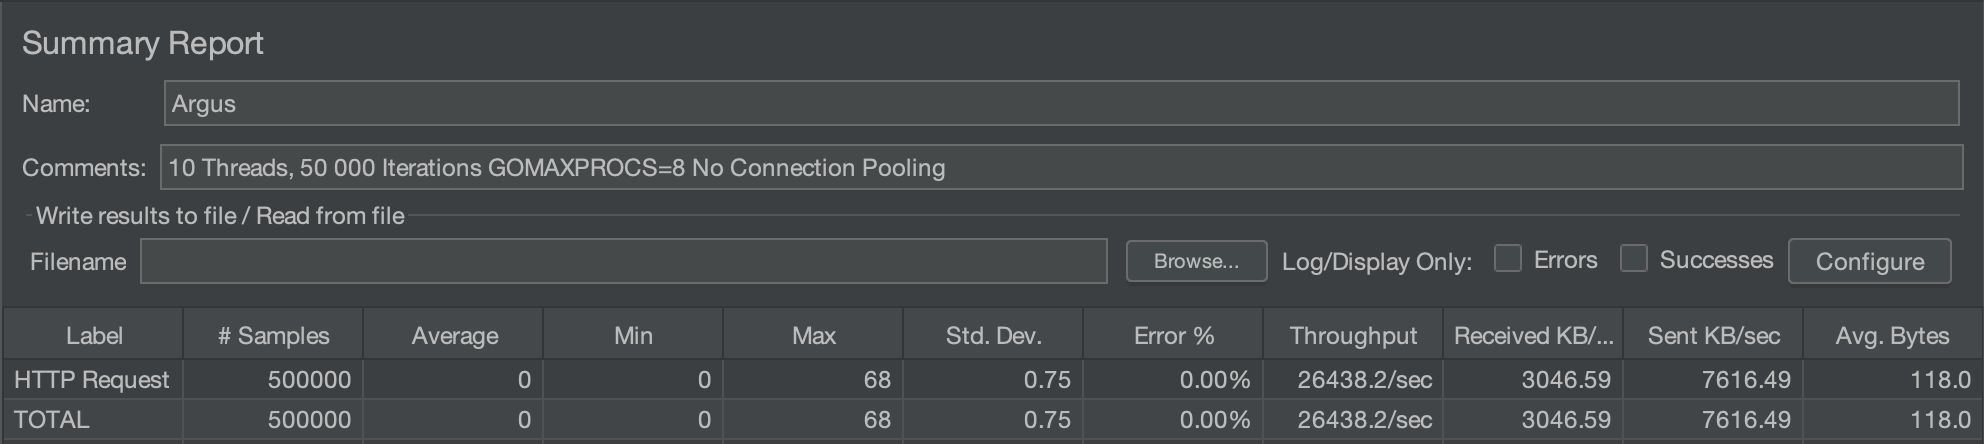 Summary Report
Name: Argus
Comments: 10 Threads, 50 000 Iterations GOMAXPROCS=8 No Connection Pooling
Write results to file / Read from file
Filename Browse... Log/Display Only: Errors Successes Configure
Label # Samples Average Min Max Std. Dev. Error % Throughput Received KB/... Sent KB/sec Avg. Bytes
HTTP Request 500000 0 0 68 0.75 0.00% 26438.2/sec 3046.59 7616.49 118.0
TOTAL 500000 0 0 68 0.75 0.00% 26438.2/sec 3046.59 7616.49 118.0